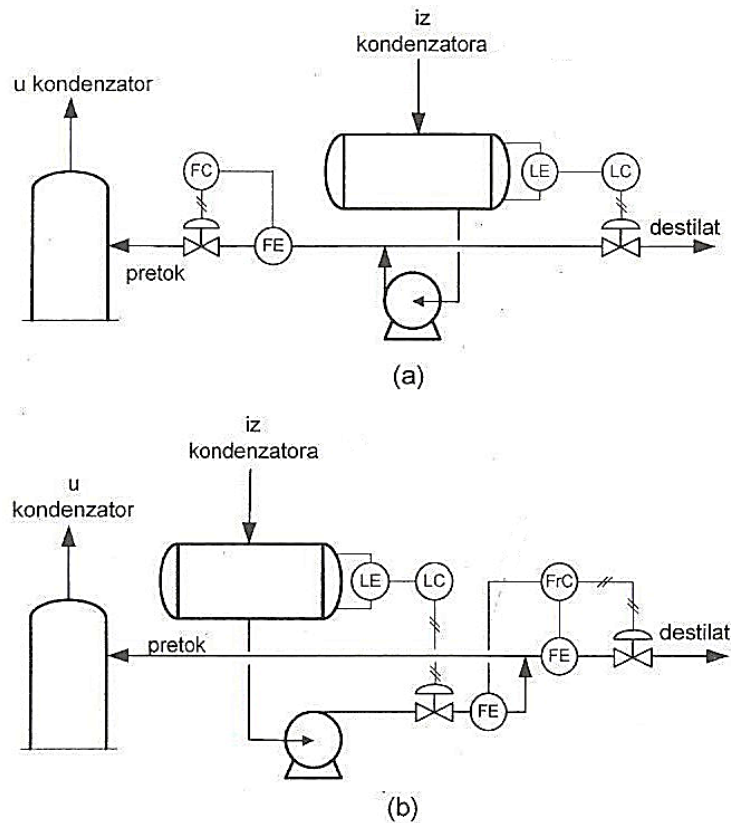 iz
kondenzatora
u kondenzator
FC
LE
LC
FE
destilat
pretok
(a)
iz
kondenzatora
u
kondenzator
LE
LC
FrC
pretok
FE
destilat
FE
(b)